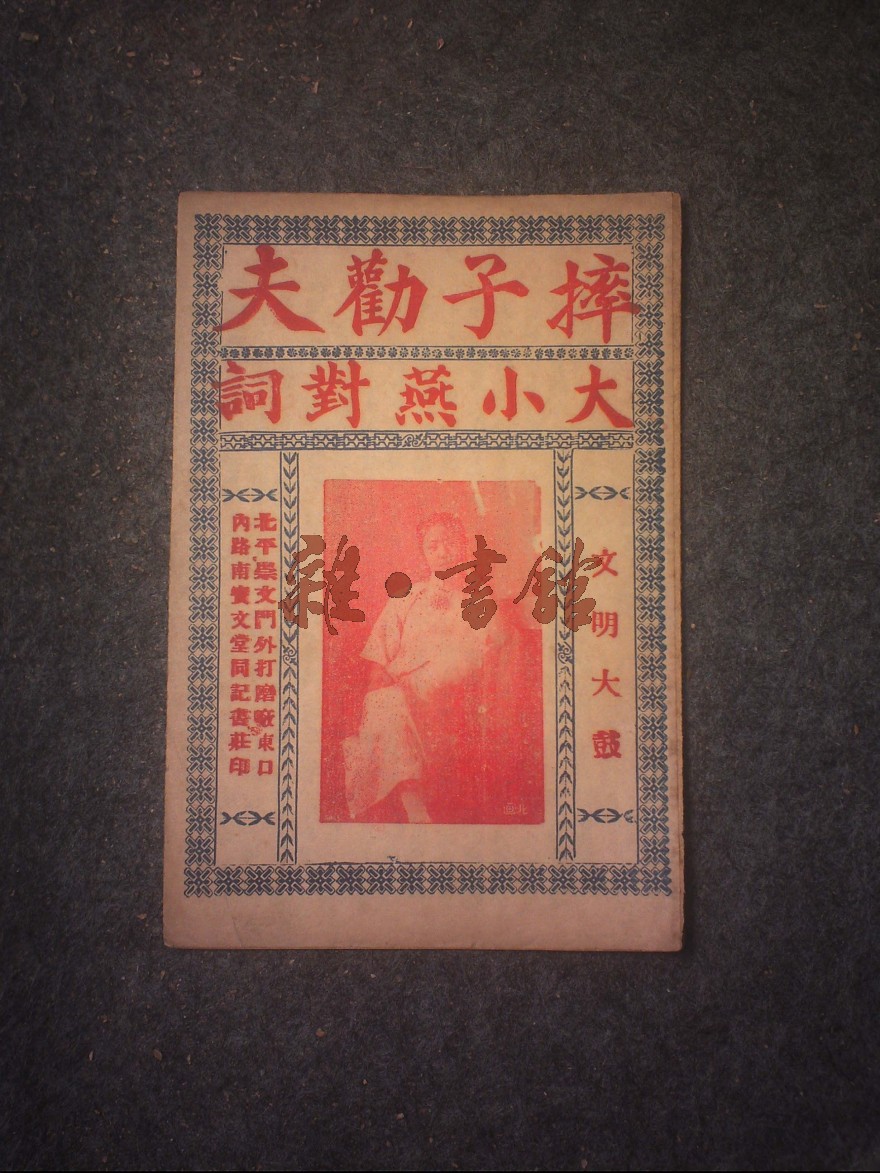 摔子勸夫
大小燕對詞
文明大鼓
北平崇文門外打磨廠東口
內路南寶文堂同記書莊印
雜·書館